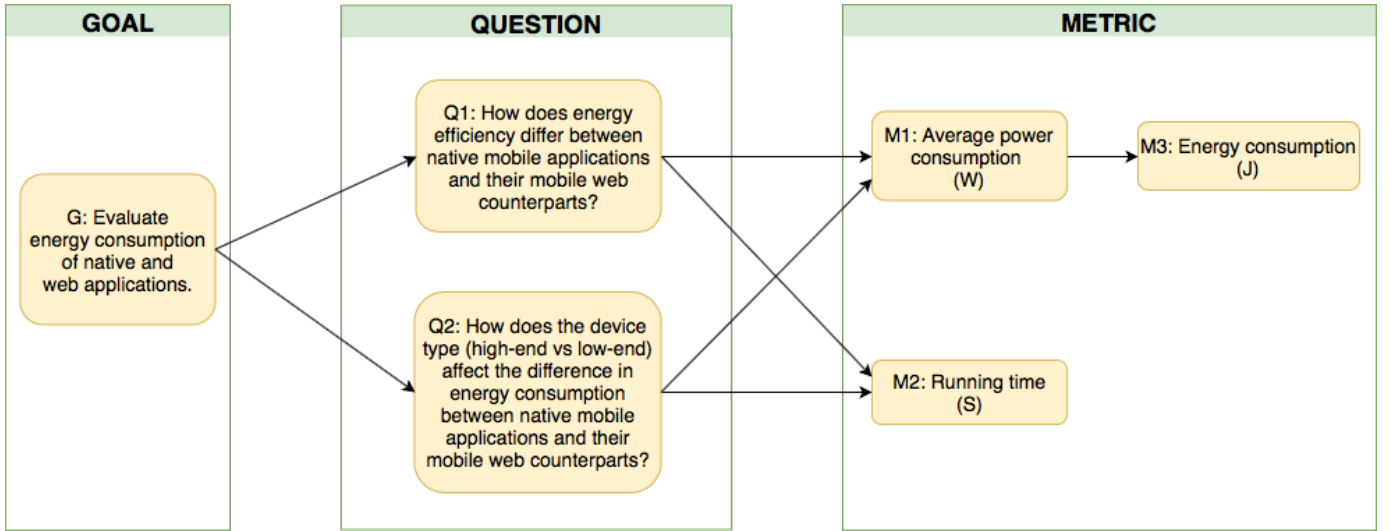 GOAL
QUESTION
METRIC
G: Evaluate
energy consumption
of native and
web applications.
Q1: How does energy
efficiency differ between
native mobile applications
and their mobile web
counterparts?
Q2: How does the device
type (high-end vs low-end)
affect the difference in
energy consumption
between native mobile
applications and their
mobile web counterparts?
M1: Average power
consumption
(W)
M3: Energy consumption
(J)
M2: Running time
(S)